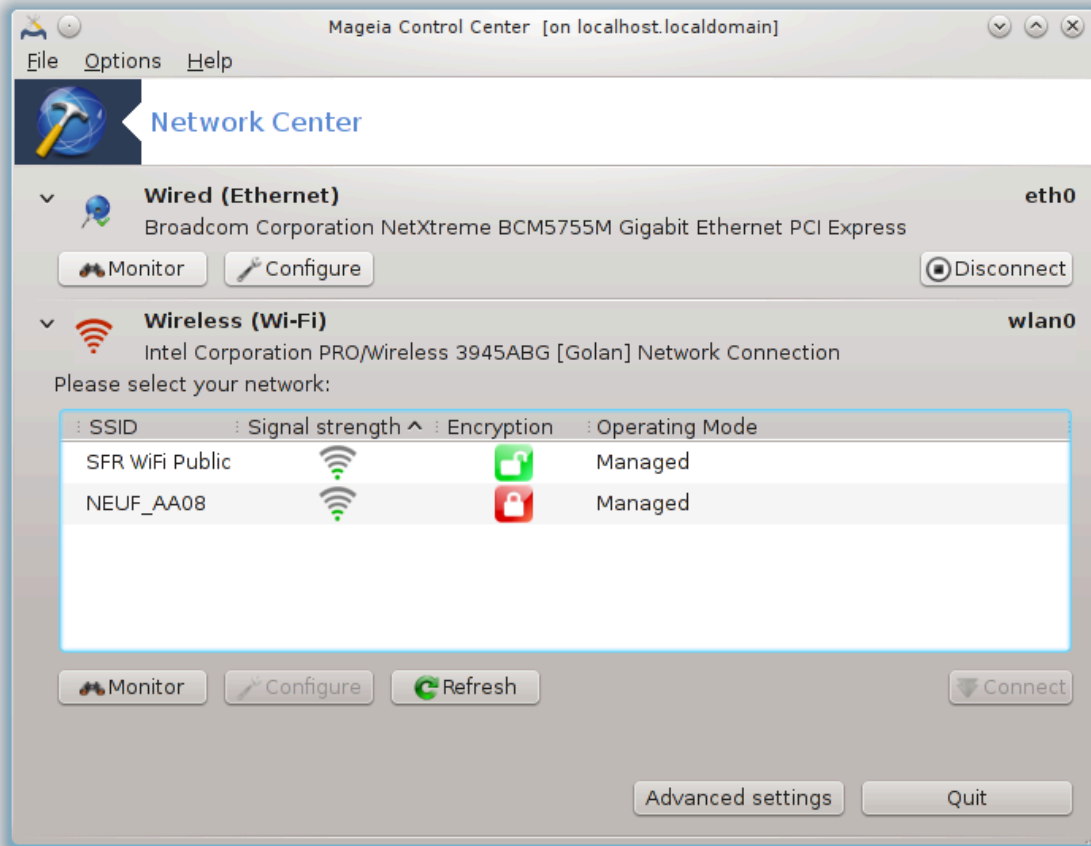 Mageia Control Center [on localhost.localdomain]
File Options Help
Network Center
Wired (Ethernet) eth0
Broadcom Corporation NetXtreme BCM5755M Gigabit Ethernet PCI Express
Monitor Configure Disconnect
Wireless (Wi-Fi) wlan0
Intel Corporation PRO/Wireless 3945ABG [Golan] Network Connection
Please select your network:
SSID Signal strength Encryption Operating Mode
SFR WiFi Public Managed
NEUF_AA08 Managed
Monitor Configure Refresh Connect
Advanced settings Quit